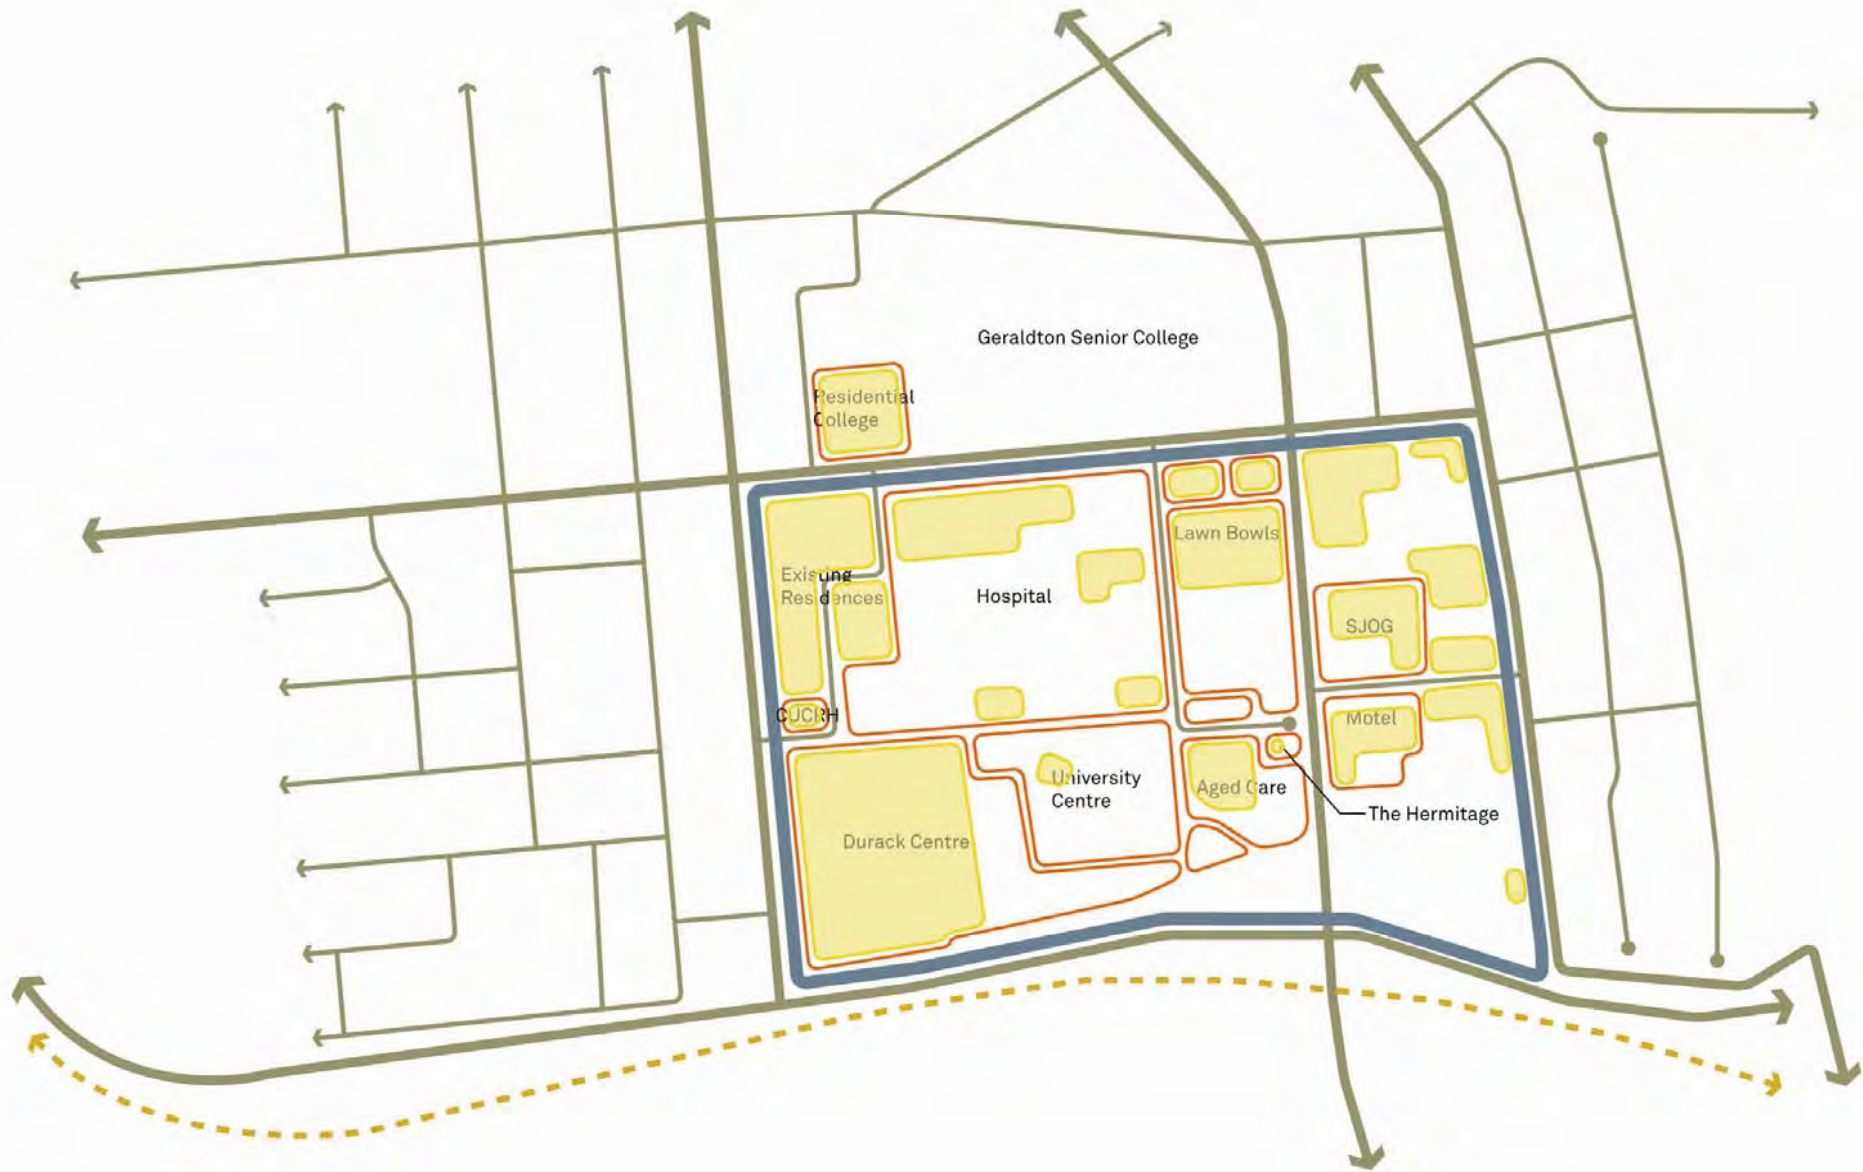 Geraldton Senior College
Residential
College
Lawn Bowls
Existing
Residences
Hospital
SJOG
CUCRH
Motel
University
Centre
Aged Care
The Hermitage
Durack Centre